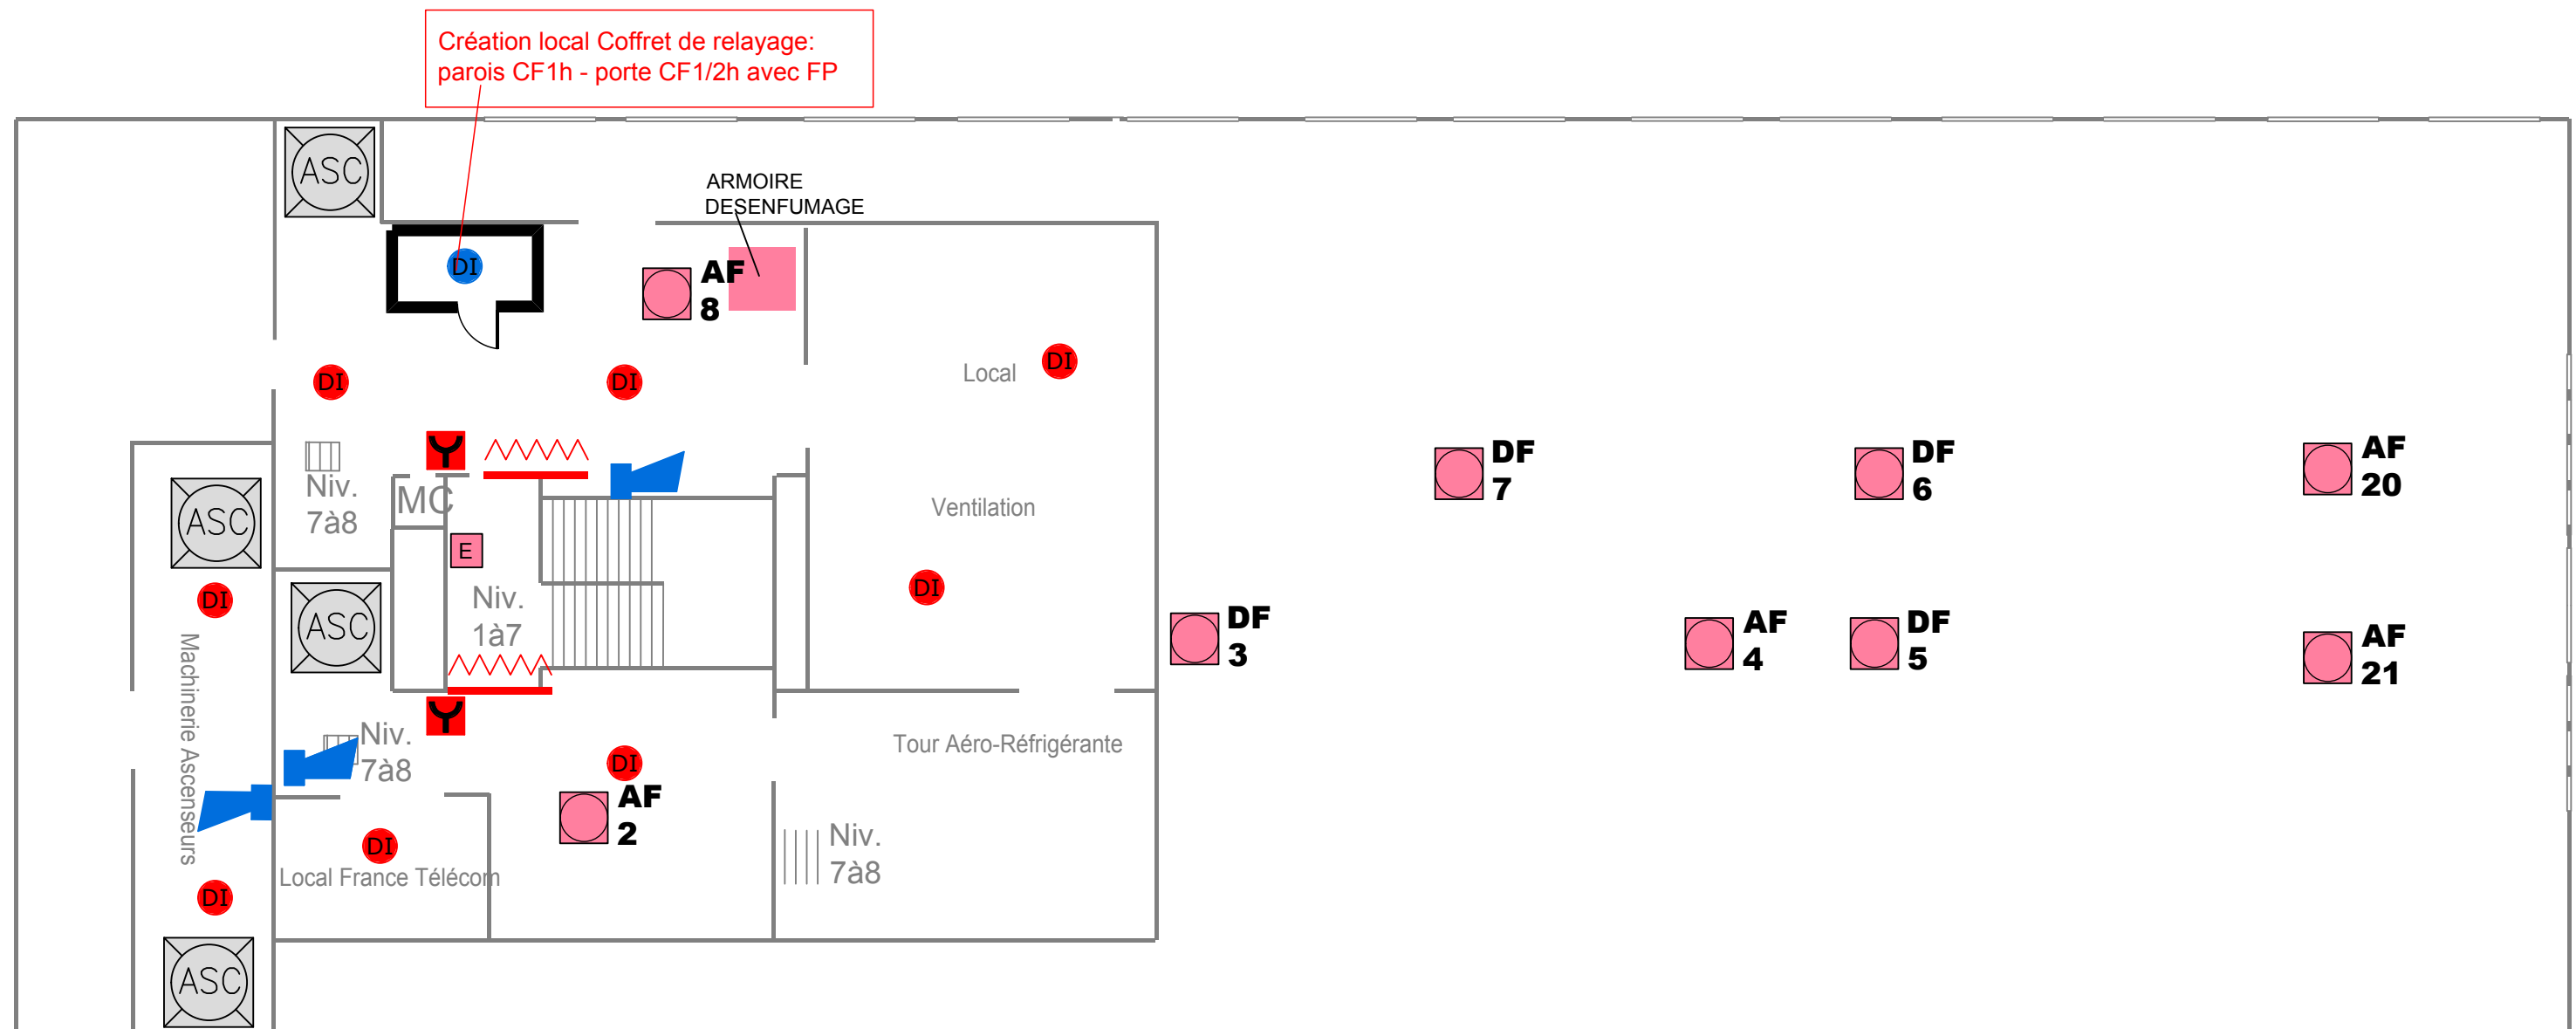 Création local Coffret de relayage:
parois CF1h - porte CF1/2h avec FP
ASC
ARMOIRE
DESENFUMAGE
DI
AF
8
DI
DI
DI
Local
Niv.
7à8
MC
ASC
E
Ventilation
DF
7
DF
6
AF
20
DI
ASC
Niv.
1à7
DI
DF
3
AF
4
DF
5
AF
21
Machinerie Ascenseurs
Niv.
7à8
DI
AF
2
Tour Aéro-Réfrigérante
Niv.
7à8
DI
Local France Télécom
DI
ASC